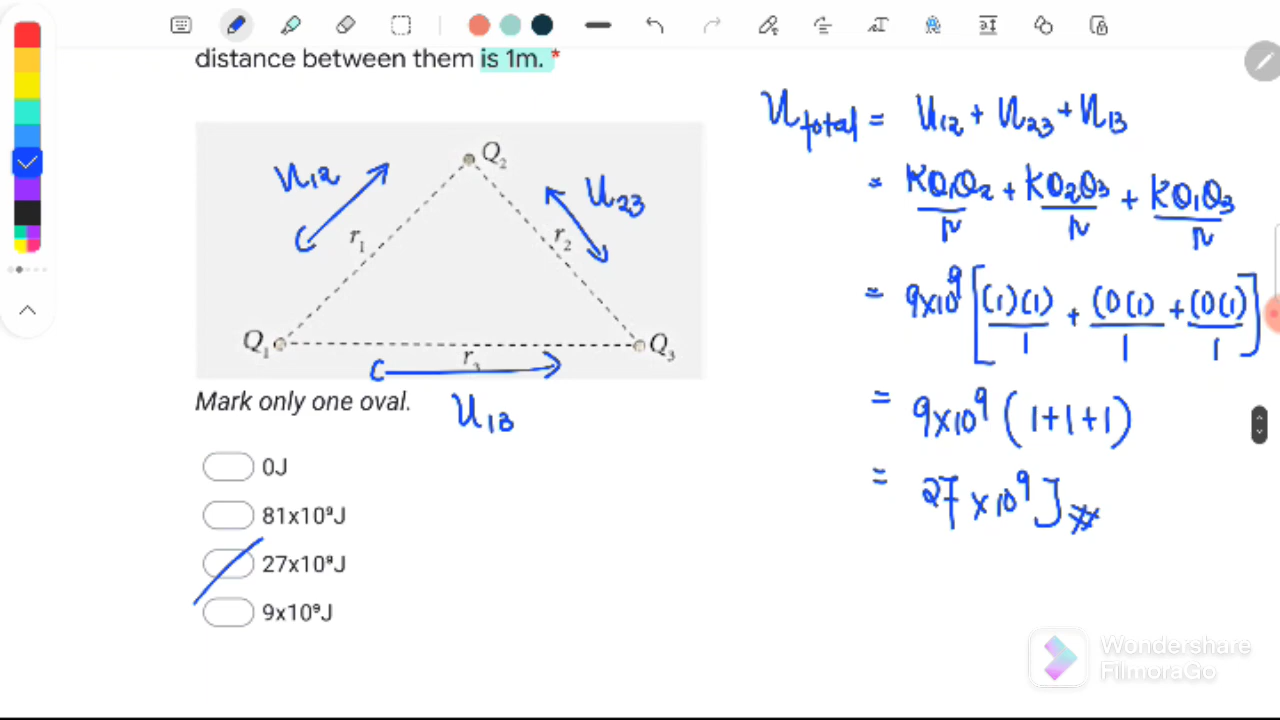 distance between them is 1m. *
U12
Q2
U23
r1
r2
Q1
r3
Q3
U13
Mark only one oval.
0J
81x10⁹J
27x10⁹J
9x10⁹J
Utotal = U12 + U23 + U13
= KQ1Q2/r + KQ2Q3/r + KQ1Q3/r
= 9x10⁹ [(1)(1)/1 + (1)(1)/1 + (1)(1)/1]
= 9x10⁹ (1+1+1)
= 27 x10⁹ J
Wondershare
FilmoraGo